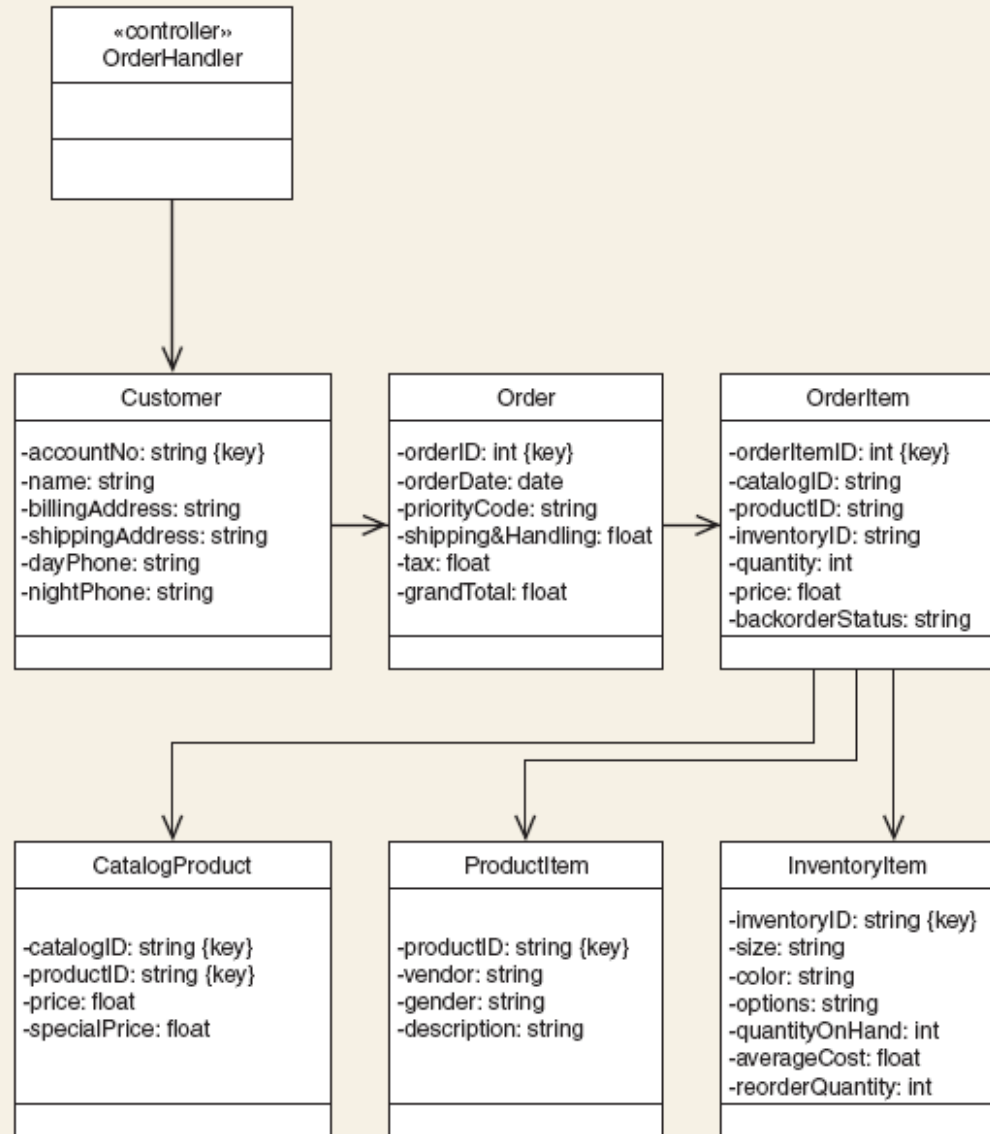 «controller»
OrderHandler
Customer
-accountNo: string {key}
-name: string
-billingAddress: string
-shippingAddress: string
-dayPhone: string
-nightPhone: string
Order
-orderID: int {key}
-orderDate: date
-priorityCode: string
-shipping&Handling: float
-tax: float
-grandTotal: float
OrderItem
-orderItemID: int {key}
-catalogID: string
-productID: string
-inventoryID: string
-quantity: int
-price: float
-backorderStatus: string
CatalogProduct
-catalogID: string {key}
-productID: string {key}
-price: float
-specialPrice: float
ProductItem
-productID: string {key}
-vendor: string
-gender: string
-description: string
InventoryItem
-inventoryID: string {key}
-size: string
-color: string
-options: string
-quantityOnHand: int
-averageCost: float
-reorderQuantity: int